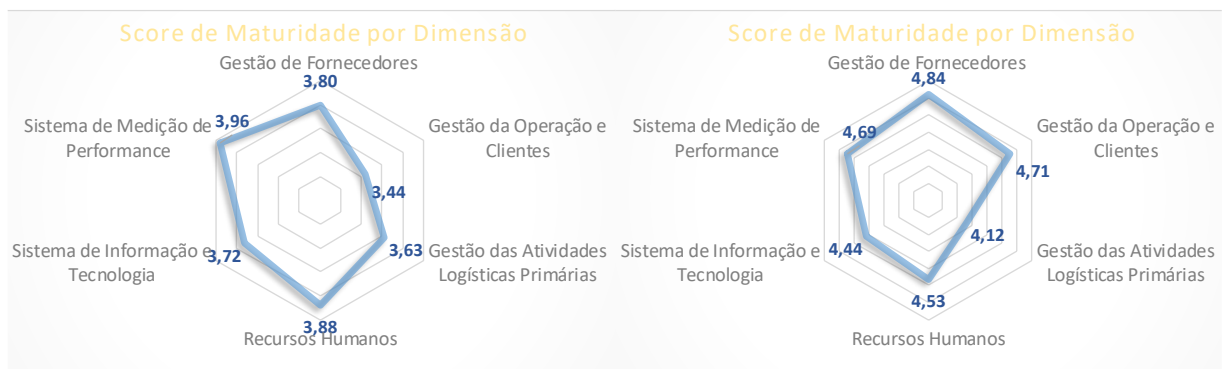 Score de Maturidade por Dimensão
Gestão de Fornecedores
3,80
Gestão da Operação e
Clientes
3,44
Gestão das Atividades
Logísticas Primárias
3,63
Recursos Humanos
3,88
Sistema de Informação e
Tecnologia
3,72
Sistema de Medição de
Performance
3,96
Score de Maturidade por Dimensão
Gestão de Fornecedores
4,84
Gestão da Operação e
Clientes
4,71
Gestão das Atividades
Logísticas Primárias
4,12
Recursos Humanos
4,53
Sistema de Informação e
Tecnologia
4,44
Sistema de Medição de
Performance
4,69